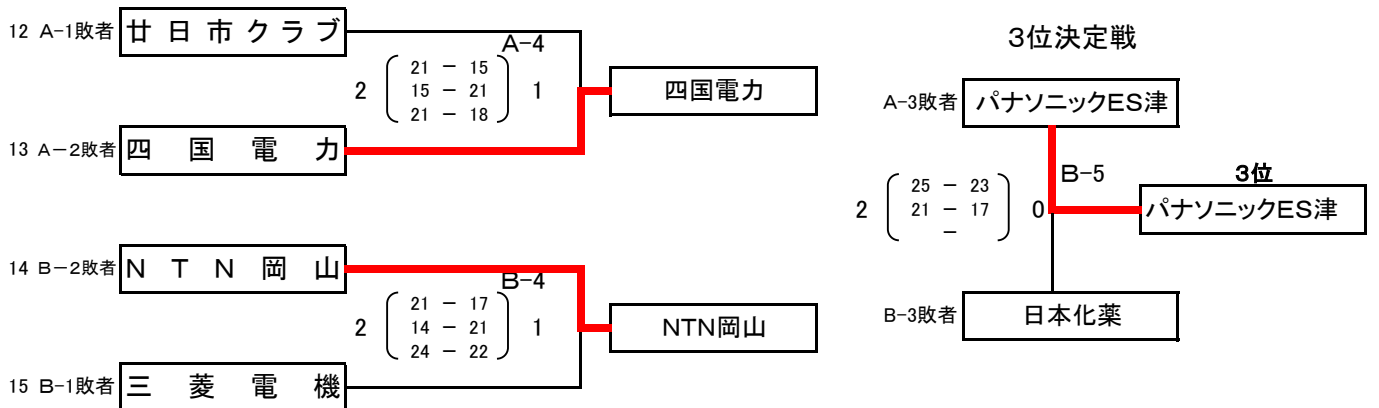 12 A-1敗者 廿日市クラブ
A-4
2 21 － 15 1
15 － 21
21 － 18
四国電力
13 A－2敗者 四国電力
14 B－2敗者 NTN岡山
B-4
2 21 － 17 1
14 － 21
24 － 22
NTN岡山
15 B-1敗者 三菱電機
3位決定戦
A-3敗者 パナソニックES津
B-5
2 25 － 23 0
21 － 17
－
3位
パナソニックES津
B-3敗者 日本化薬